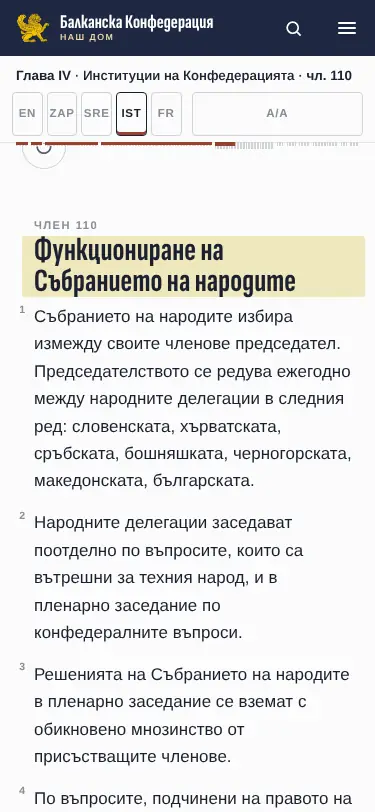 Балканска Конфедерация
НАШ ДОМ
Глава IV · Институции на Конфедерацията · чл. 110
EN ZAP SRE IST FR A/A
ЧЛЕН 110
Функциониране на
Събранието на народите
1 Събранието на народите избира
измежду своите членове председател.
Председателството се редува ежегодно
между народните делегации в следния
ред: словенската, хърватската,
сръбската, бошняшката, черногорската,
македонската, българската.
2 Народните делегации заседават
поотделно по въпросите, които са
вътрешни за техния народ, и в
пленарно заседание по
конфедералните въпроси.
3 Решенията на Събранието на народите
в пленарно заседание се вземат с
обикновено мнозинство от
присъстващите членове.
4 По въпросите, подчинени на правото на